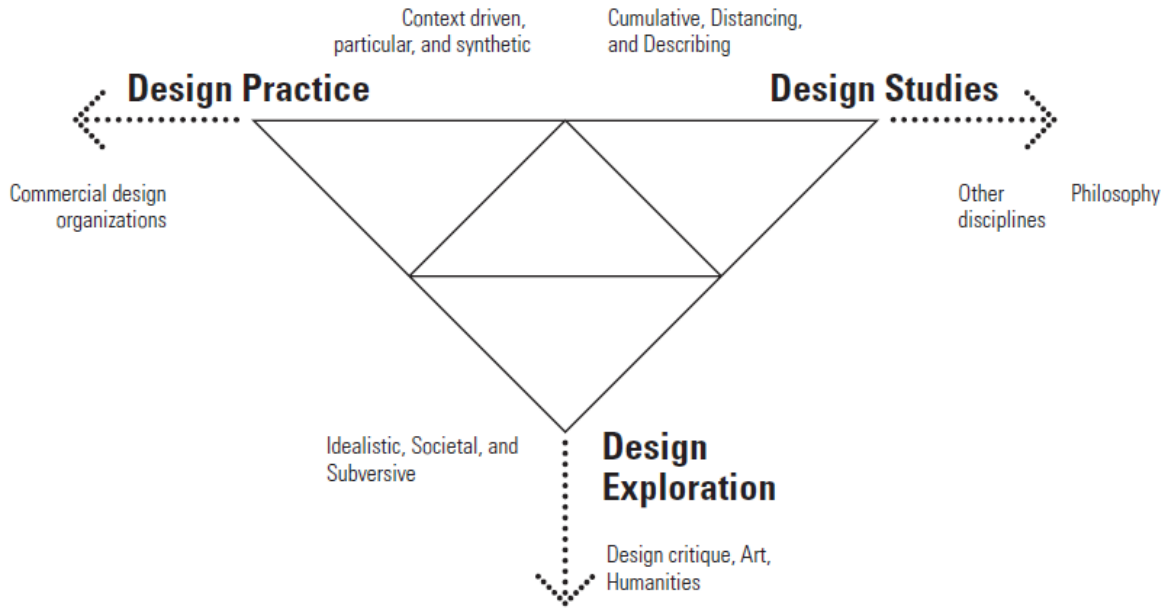 Context driven,
particular, and synthetic
Cumulative, Distancing,
and Describing
Design Practice
Design Studies
Commercial design
organizations
Other
disciplines
Philosophy
Idealistic, Societal, and
Subversive
Design
Exploration
Design critique, Art,
Humanities